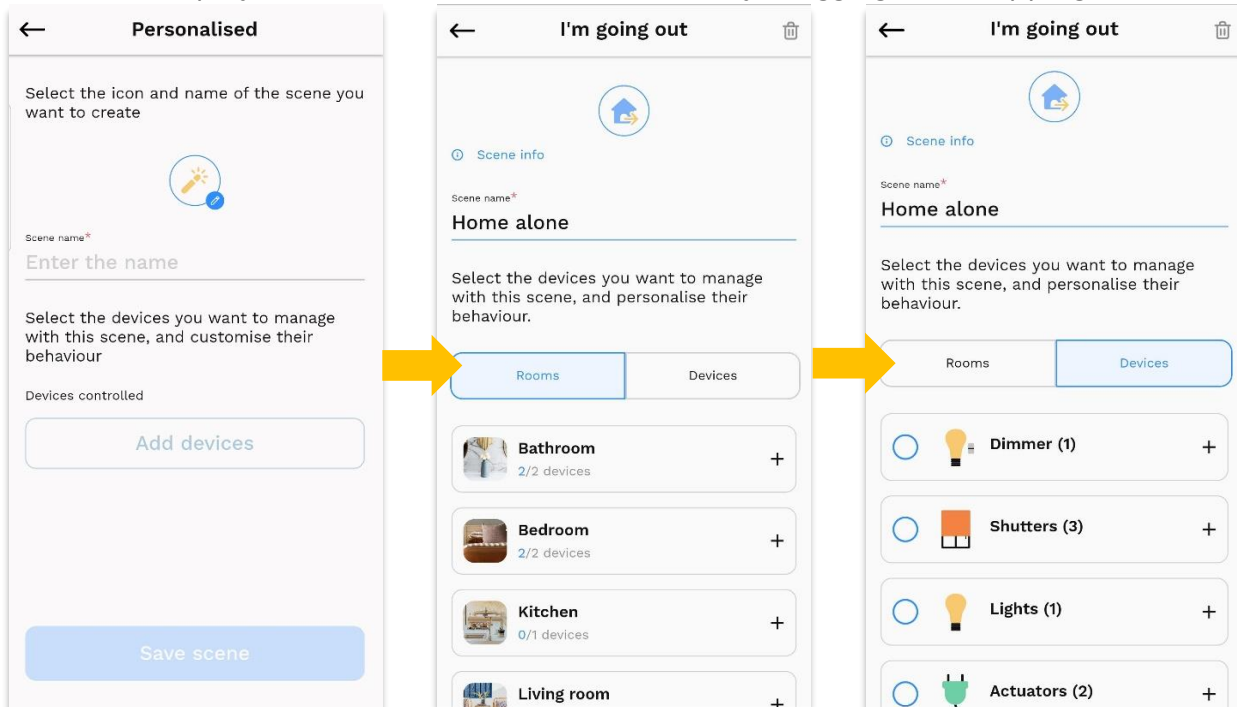 Personalised
Select the icon and name of the scene you
want to create
Scene name*
Enter the name
Select the devices you want to manage
with this scene, and customise their
behaviour
Devices controlled
Add devices
Save scene
I'm going out
Scene info
Scene name*
Home alone
Select the devices you want to manage
with this scene, and personalise their
behaviour.
Rooms
Devices
Bathroom
2/2 devices
Bedroom
2/2 devices
Kitchen
0/1 devices
Living room
I'm going out
Scene info
Scene name*
Home alone
Select the devices you want to manage
with this scene, and personalise their
behaviour.
Rooms
Devices
Dimmer (1)
Shutters (3)
Lights (1)
Actuators (2)